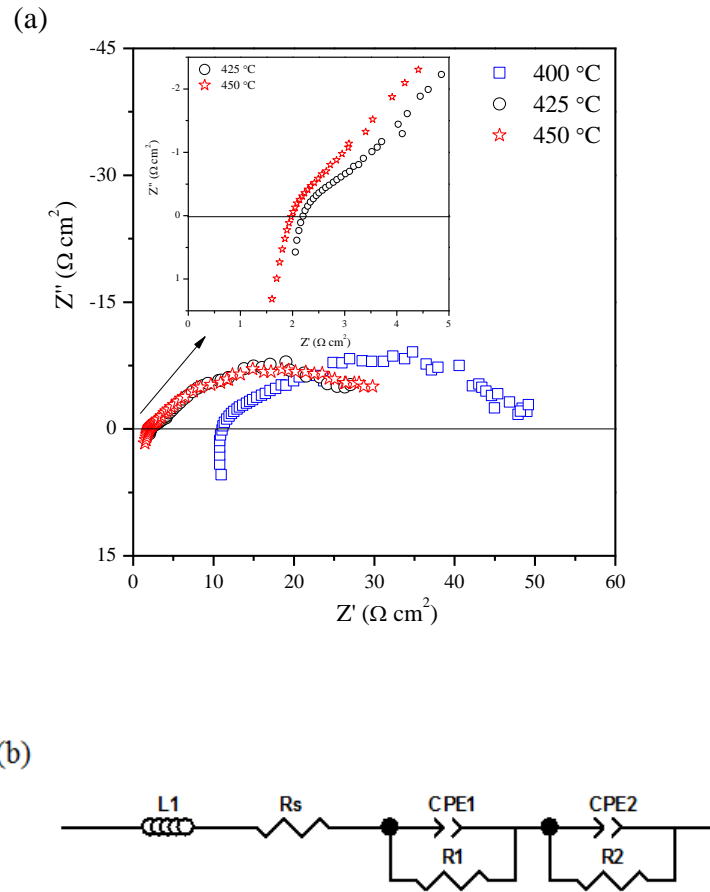 (a)
-45
-30
-15
0
15
Z'' (Ω cm²)
0 10 20 30 40 50 60
Z' (Ω cm²)
400 °C
425 °C
450 °C
425 °C
450 °C
-2
-1
0
1
Z'' (Ω cm²)
0 1 2 3 4 5
Z' (Ω cm²)
(b)
L1 Rs CPE1 CPE2
R1 R2